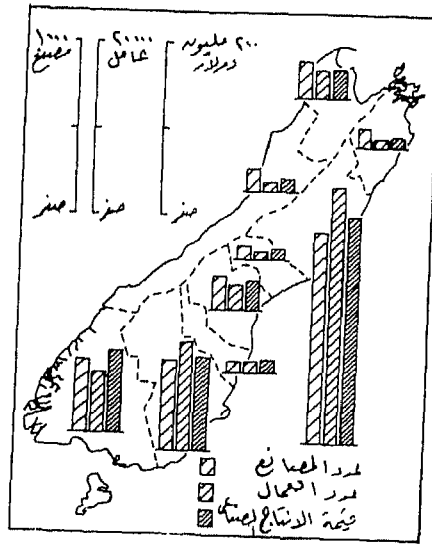 ٢٠٠ مليون دولار
٢٠٠٠٠ عامل
١٠٠٠ مصنع
صفر
صفر
صفر
عدد المصانع
عدد العمال
قيمة الانتاج الصناعي